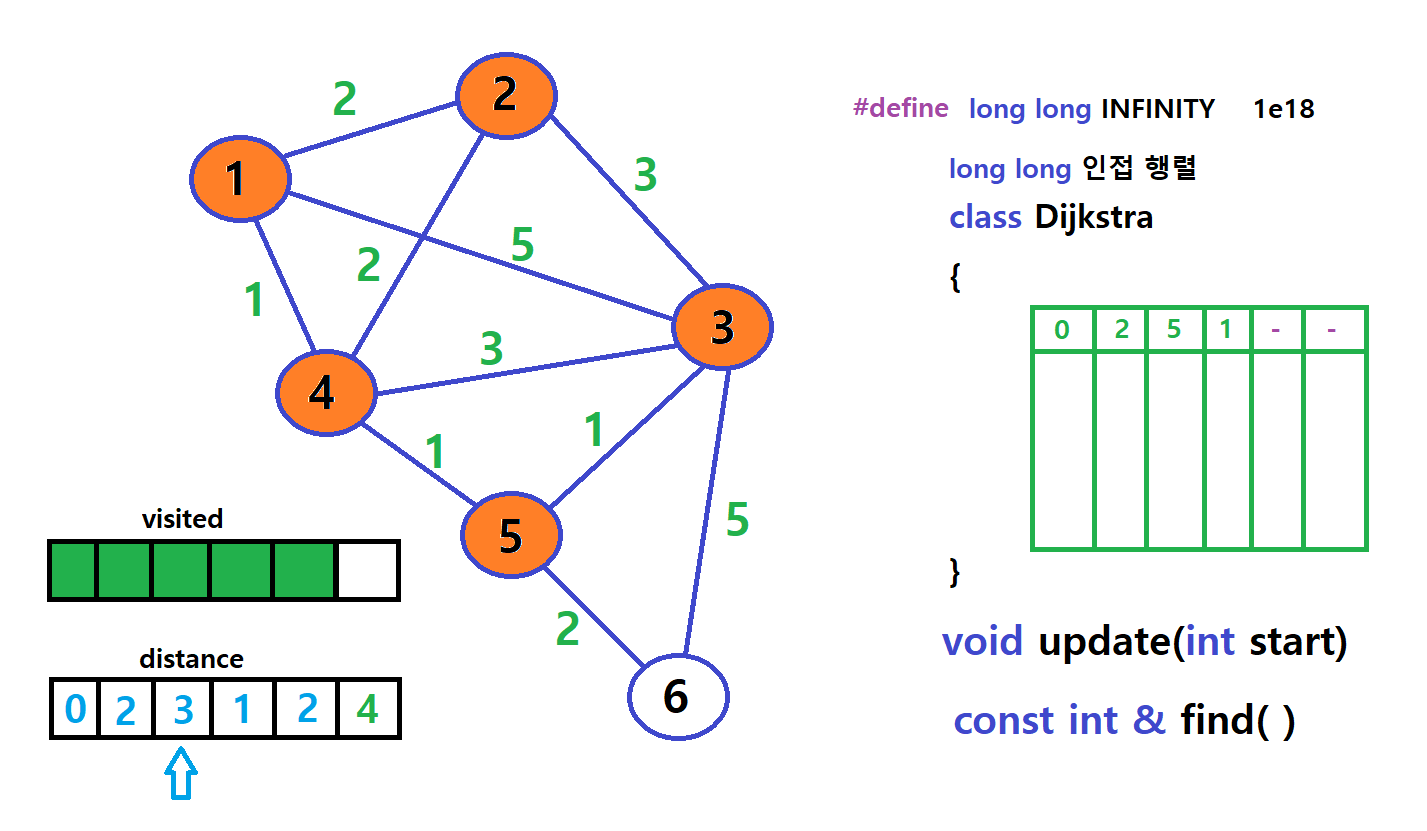 2
2
1
3
5
2
1
3
3
4
1
1
5
5
2
6
visited
distance
0 2 3 1 2 4
#define long long INFINITY 1e18
long long 인접 행렬
class Dijkstra
{
0 2 5 1 - -
}
void update(int start)
const int & find( )